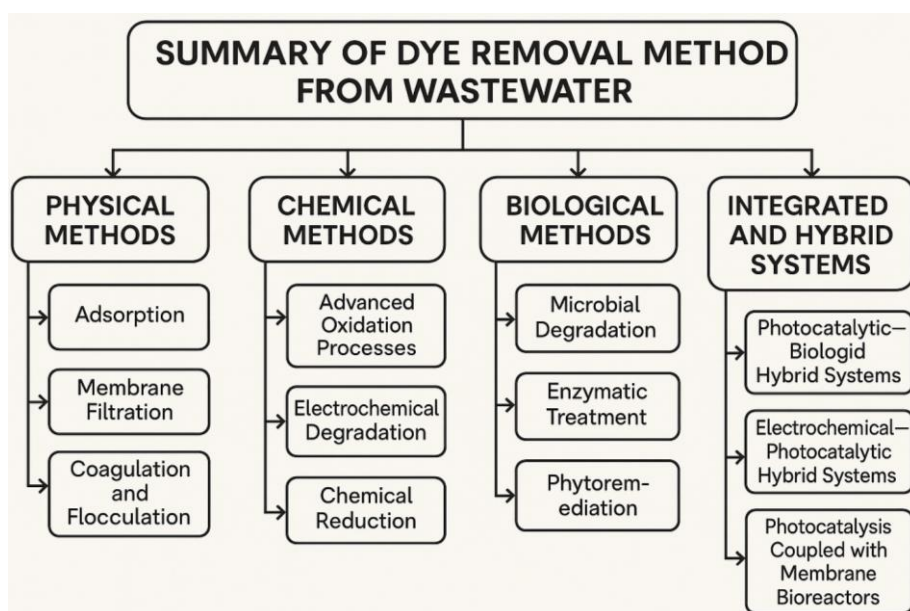 SUMMARY OF DYE REMOVAL METHOD
FROM WASTEWATER
PHYSICAL
METHODS
Adsorption
Membrane
Filtration
Coagulation
and
Flocculation
CHEMICAL
METHODS
Advanced
Oxidation
Processes
Electrochemical
Degradation
Chemical
Reduction
BIOLOGICAL
METHODS
Microbial
Degradation
Enzymatic
Treatment
Phytorem-
ediation
INTEGRATED
AND HYBRID
SYSTEMS
Photocatalytic—
Biologid
Hybrid Systems
Electrochemical—
Photocatalytic
Hybrid Systems
Photocatalysis
Coupled with
Membrane
Bioreactors